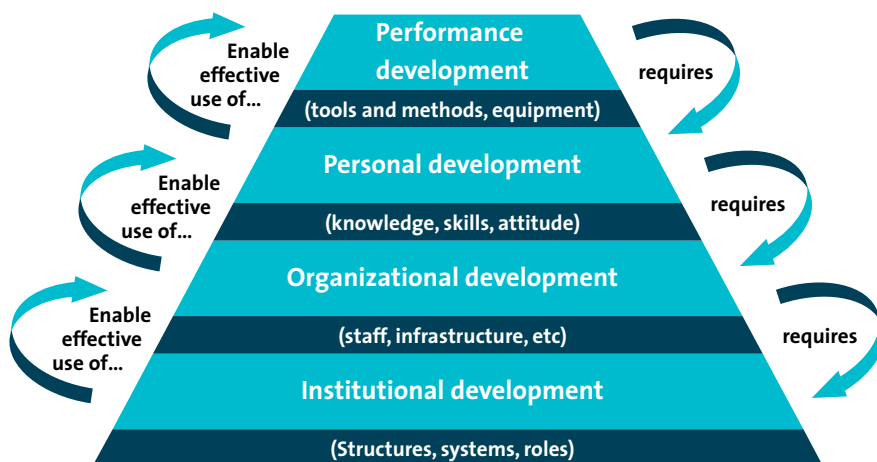 Performance
development
(tools and methods, equipment)
Enable
effective
use of...
requires
Personal development
(knowledge, skills, attitude)
Enable
effective
use of...
requires
Organizational development
(staff, infrastructure, etc)
Enable
effective
use of...
requires
Institutional development
(Structures, systems, roles)